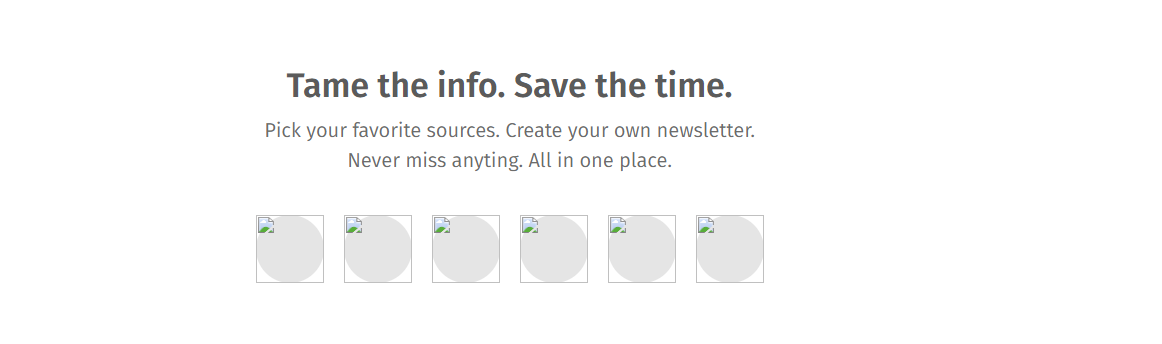 Tame the info. Save the time.
Pick your favorite sources. Create your own newsletter.
Never miss anyting. All in one place.